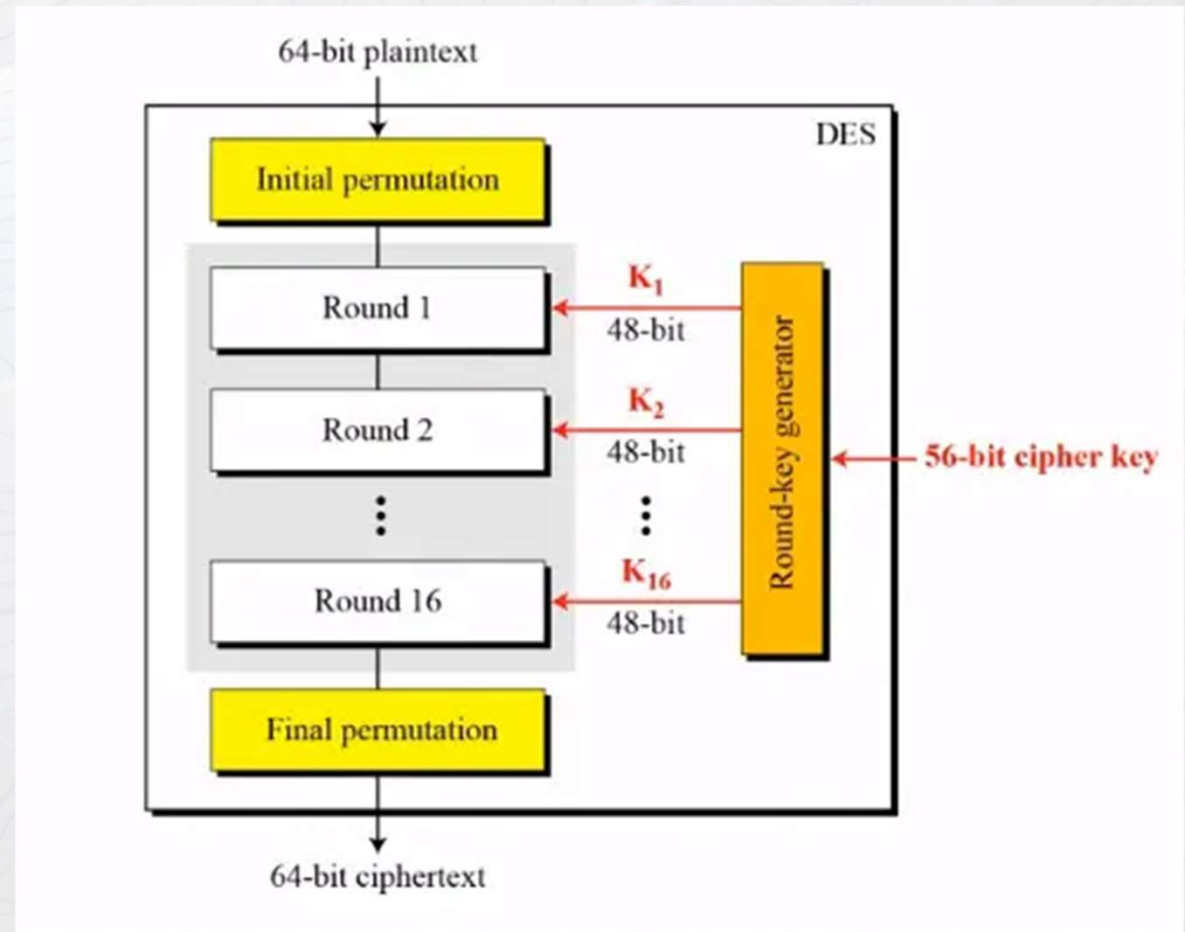 64-bit plaintext
DES
Initial permutation
Round 1
K1
48-bit
Round 2
K2
48-bit
Round-key generator
56-bit cipher key
Round 16
K16
48-bit
Final permutation
64-bit ciphertext